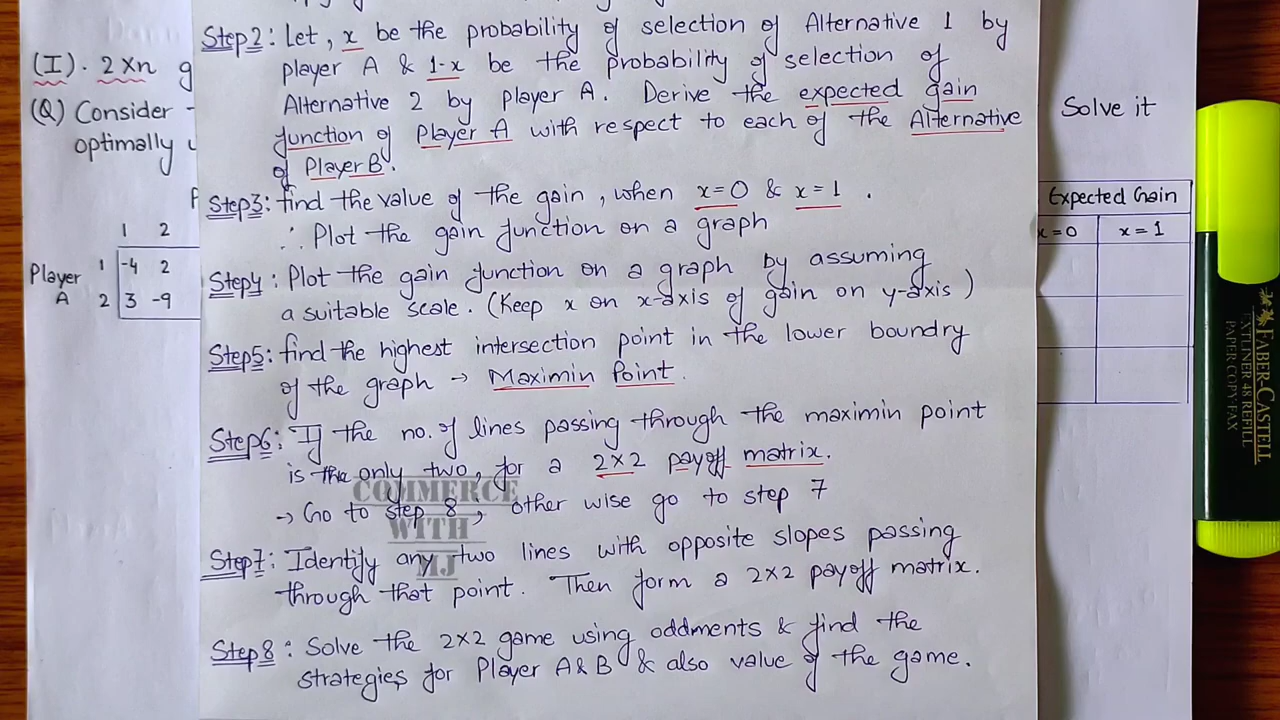 Step2: Let, x be the probability of selection of Alternative 1 by
player A & 1-x be the probability of selection of
Alternative 2 by player A. Derive the expected gain
function of Player A with respect to each of the Alternative
of Player B.
Step3: find the value of the gain, when x=0 & x=1.
∴ Plot the gain function on a graph
Step4: Plot the gain function on a graph by assuming
a suitable scale. (Keep x on x-axis of gain on y-axis)
Step5: find the highest intersection point in the lower boundry
of the graph → Maximin Point.
Step6: If the no. of lines passing through the maximin point
is the only two, for a 2×2 payoff matrix.
→ Go to step 8, other wise go to step 7
Step7: Identify any two lines with opposite slopes passing
through that point. Then form a 2×2 payoff matrix.
Step8: Solve the 2×2 game using oddments & find the
strategies for Player A&B & also value of the game.
(I). 2×n g
(Q) Consider
optimally
1 2
Player 1 -4 2
A 2 3 -9
Solve it
Expected Gain
x=0 x=1
COMMERCE
WITH
MJ
FABER-CASTELL
TEXTLINER 48 REFILL
PAPER COPY FAX